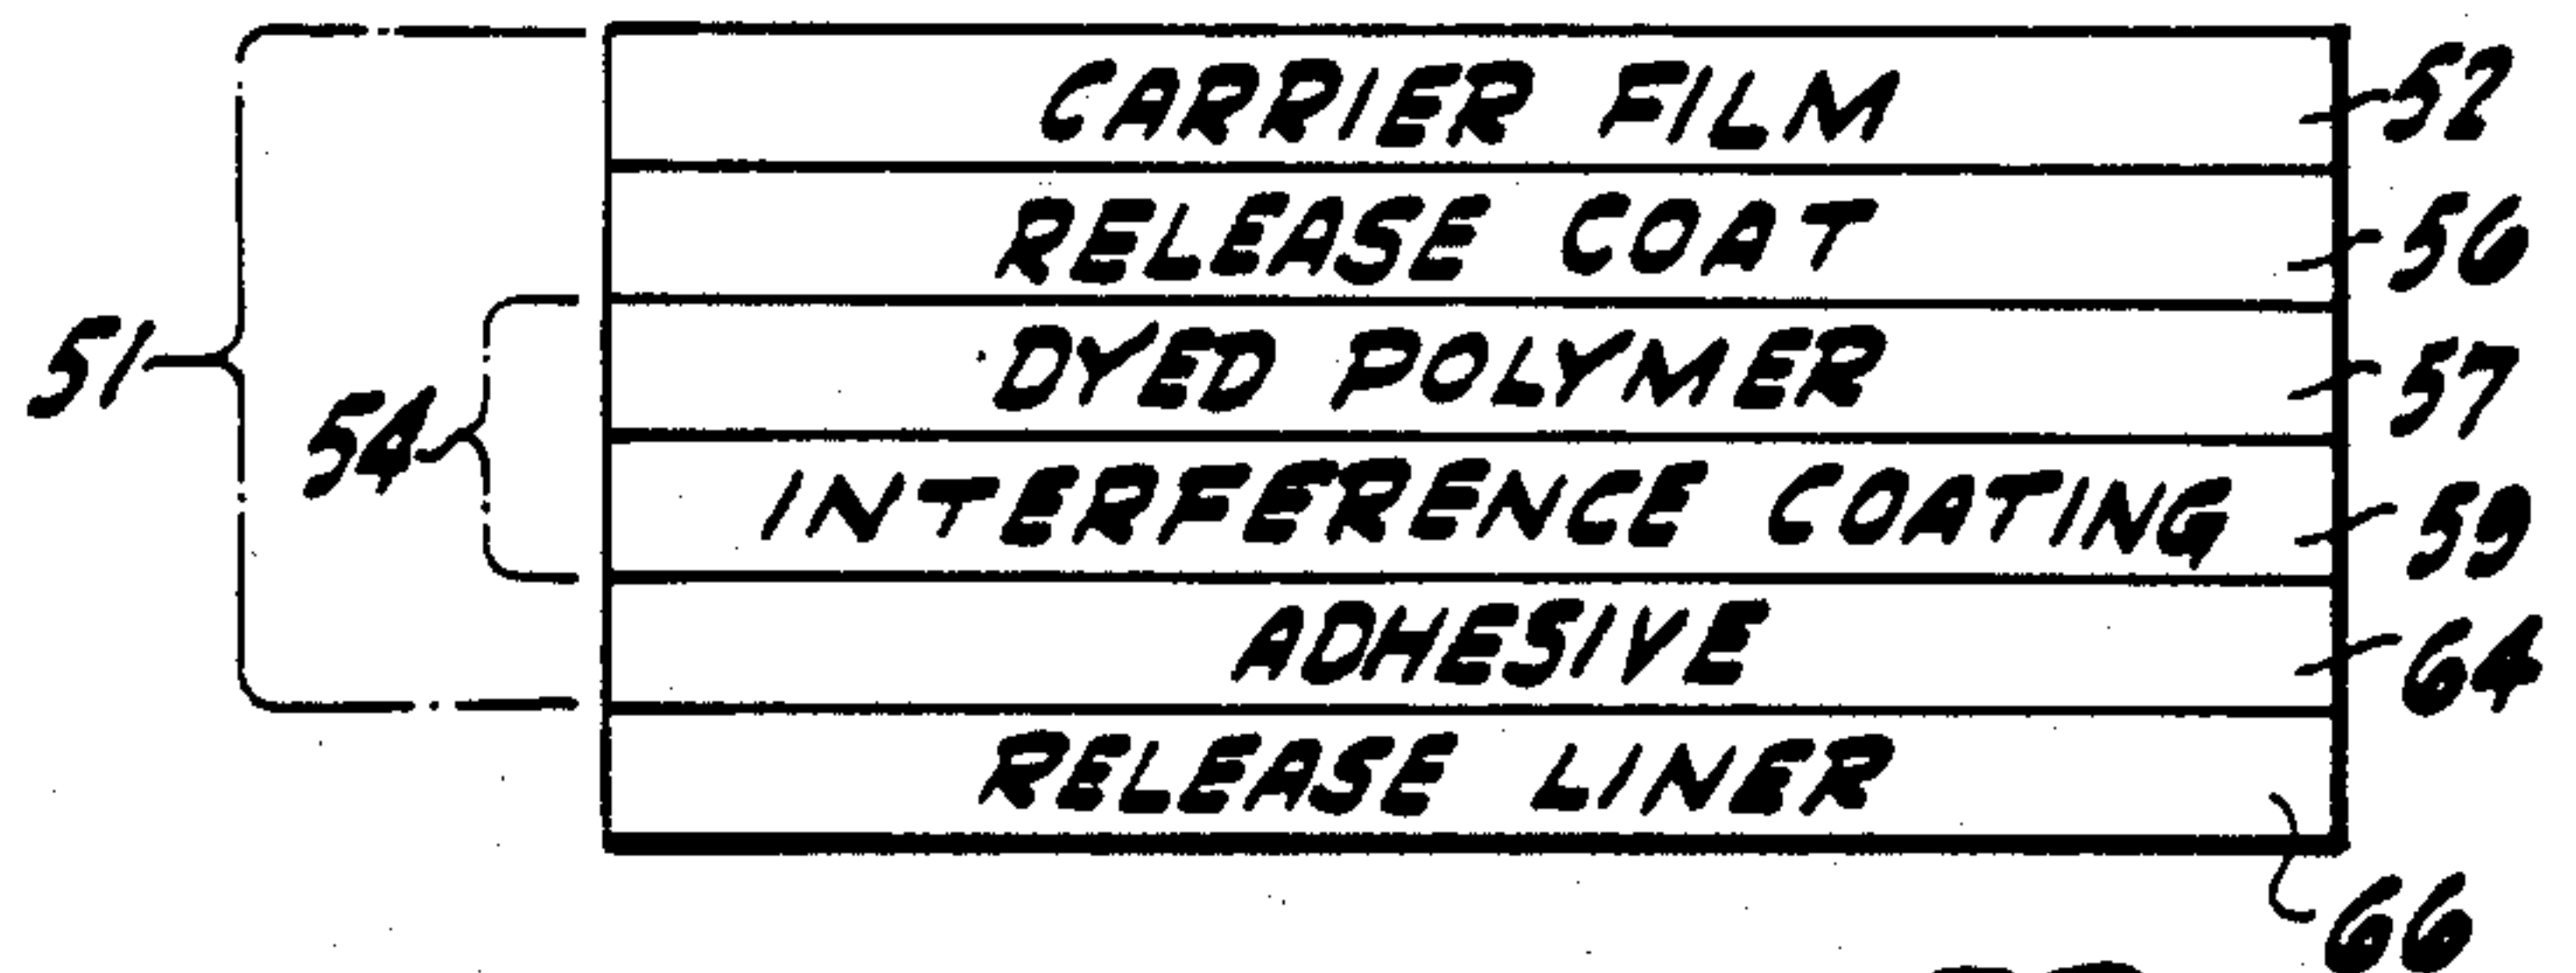 CARRIER FILM 52
RELEASE COAT 56
51 DYED POLYMER 57
54 INTERFERENCE COATING 59
ADHESIVE 64
RELEASE LINER
66